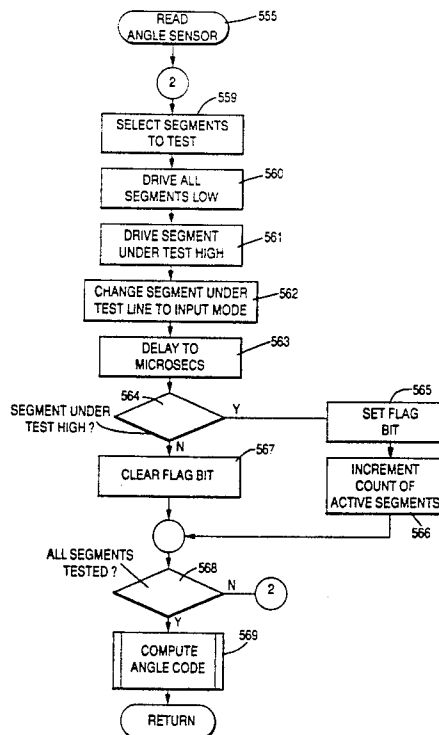 READ
ANGLE SENSOR
555
2
559
SELECT SEGMENTS
TO TEST
560
DRIVE ALL
SEGMENTS LOW
561
DRIVE SEGMENT
UNDER TEST HIGH
562
CHANGE SEGMENT UNDER
TEST LINE TO INPUT MODE
563
DELAY TO
MICROSECS
564
SEGMENT UNDER
TEST HIGH ?
Y
N
565
SET FLAG
BIT
567
CLEAR FLAG BIT
INCREMENT
COUNT OF
ACTIVE SEGMENTS
566
ALL SEGMENTS
TESTED ?
568
N
2
Y
569
COMPUTE
ANGLE CODE
RETURN